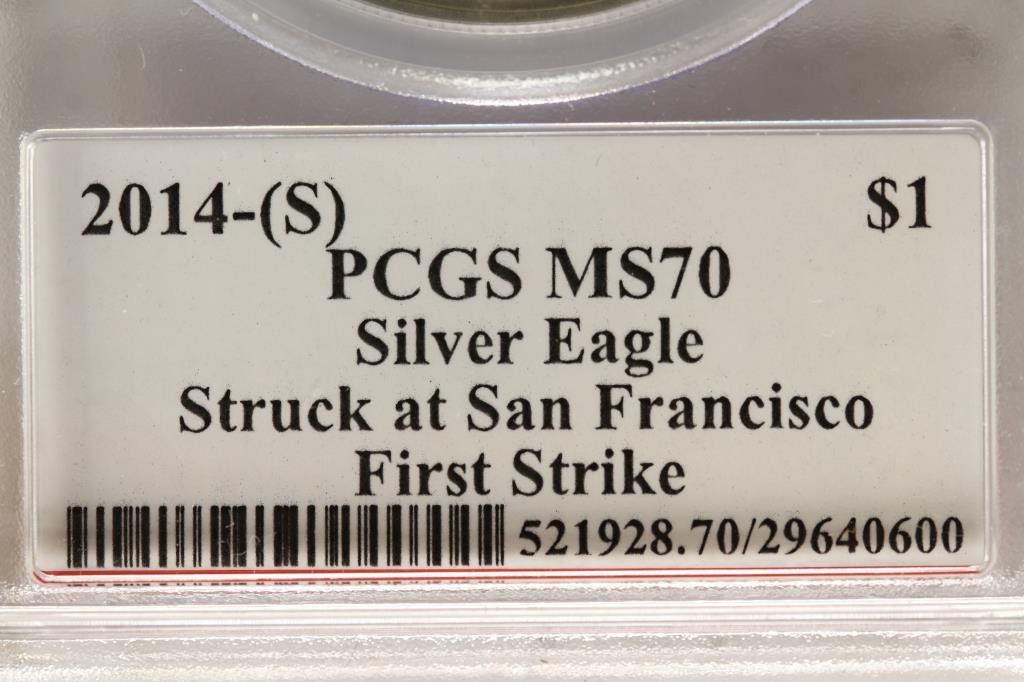 2014-(S) $1
PCGS MS70
Silver Eagle
Struck at San Francisco
First Strike
521928.70/29640600